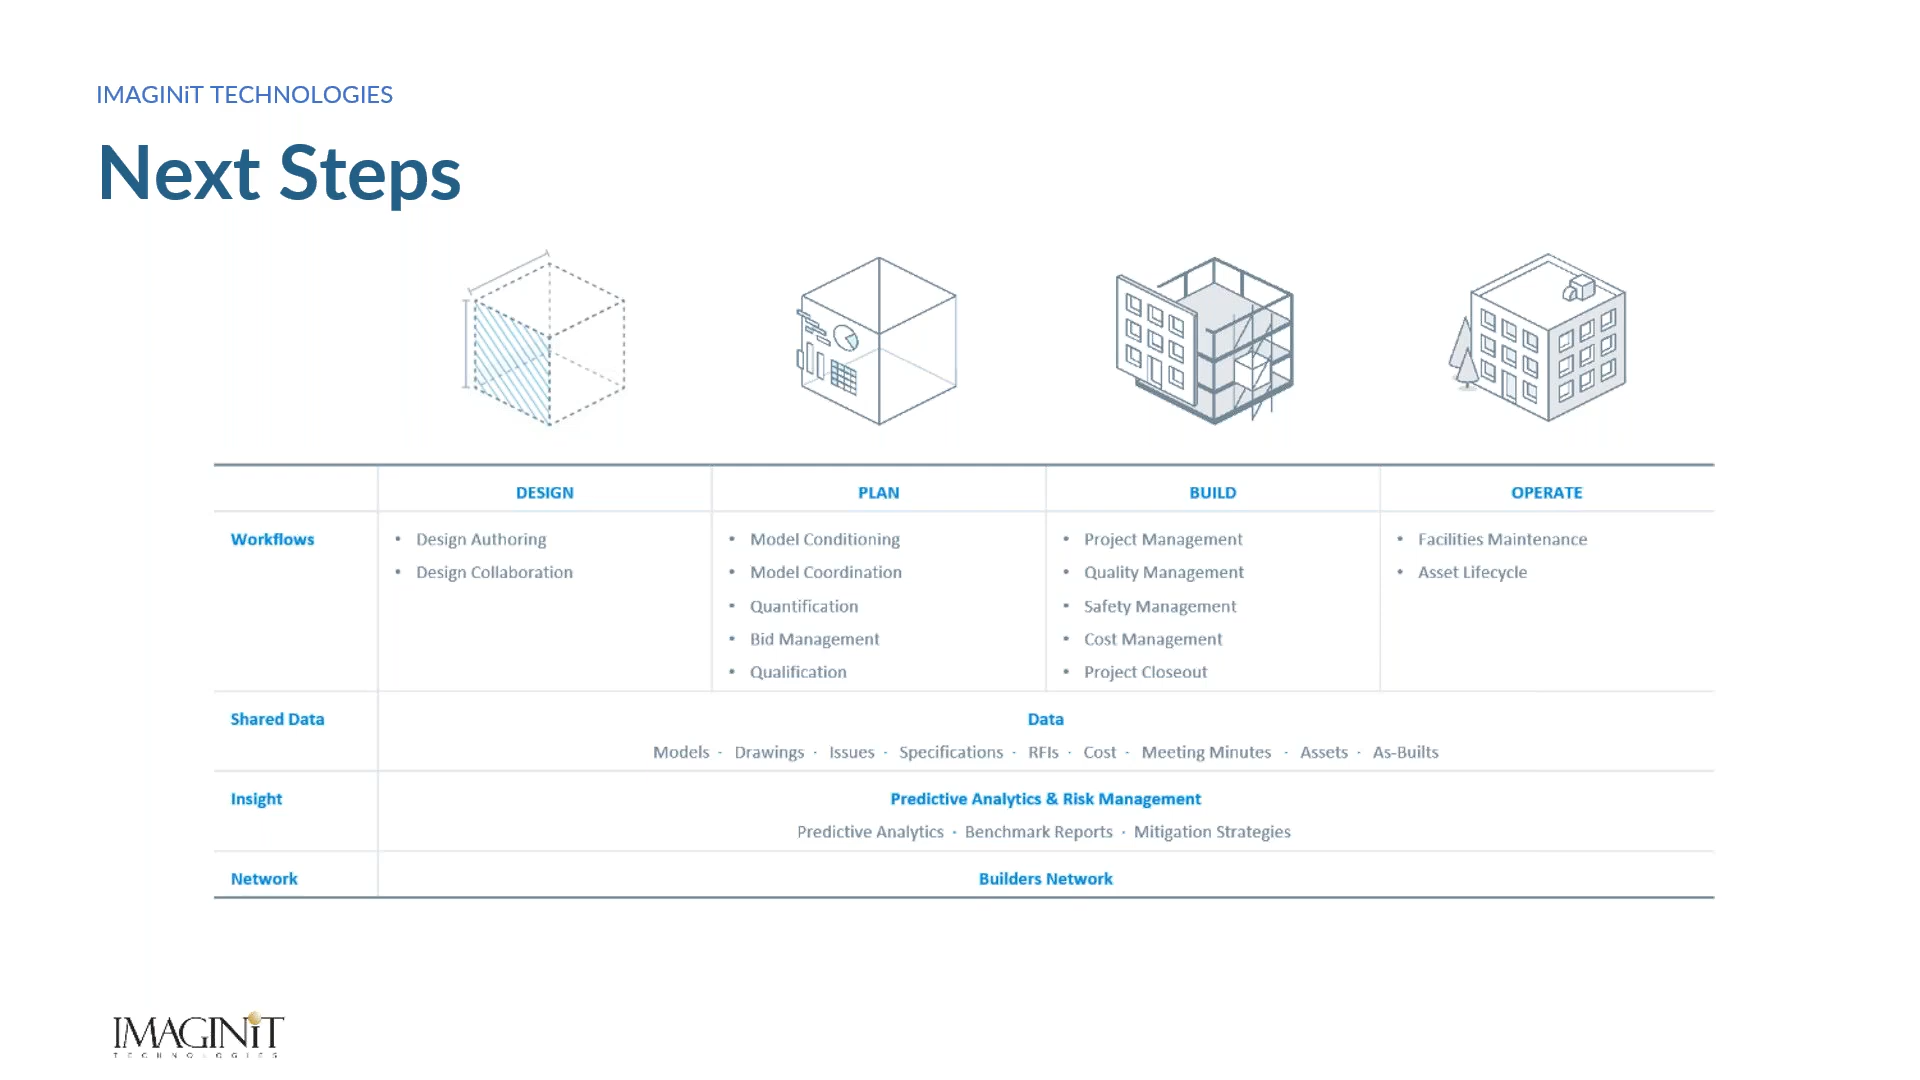 IMAGINiT TECHNOLOGIES
Next Steps
DESIGN PLAN BUILD OPERATE
Workflows
• Design Authoring
• Design Collaboration
• Model Conditioning
• Model Coordination
• Quantification
• Bid Management
• Qualification
• Project Management
• Quality Management
• Safety Management
• Cost Management
• Project Closeout
• Facilities Maintenance
• Asset Lifecycle
Shared Data
Data
Models · Drawings · Issues · Specifications · RFIs · Cost · Meeting Minutes · Assets · As-Builts
Insight
Predictive Analytics & Risk Management
Predictive Analytics · Benchmark Reports · Mitigation Strategies
Network
Builders Network
IMAGINiT
TECHNOLOGIES